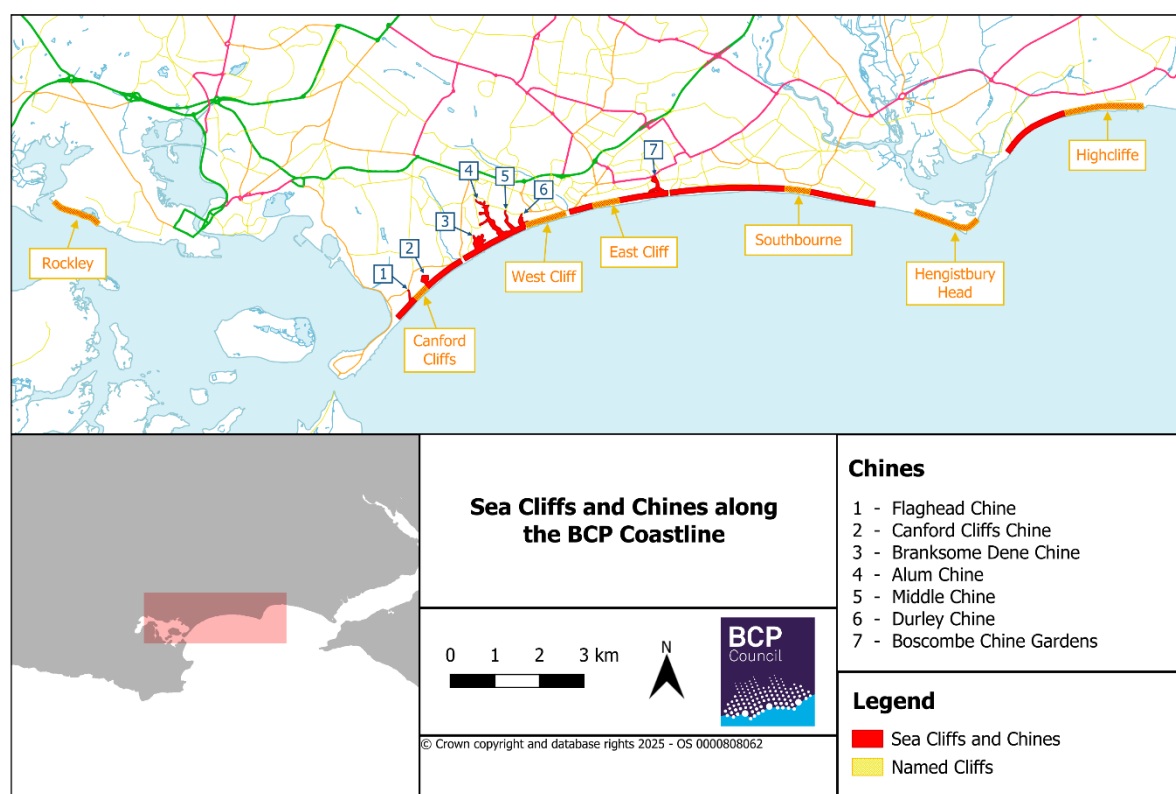 7
4
5
6
3
2
1
Highcliffe
Rockley
Southbourne
East Cliff
West Cliff
Hengistbury
Head
Canford
Cliffs
Sea Cliffs and Chines along
the BCP Coastline
0 1 2 3 km
N
BCP
Council
© Crown copyright and database rights 2025 - OS 0000808062
Chines
1 - Flaghead Chine
2 - Canford Cliffs Chine
3 - Branksome Dene Chine
4 - Alum Chine
5 - Middle Chine
6 - Durley Chine
7 - Boscombe Chine Gardens
Legend
Sea Cliffs and Chines
Named Cliffs